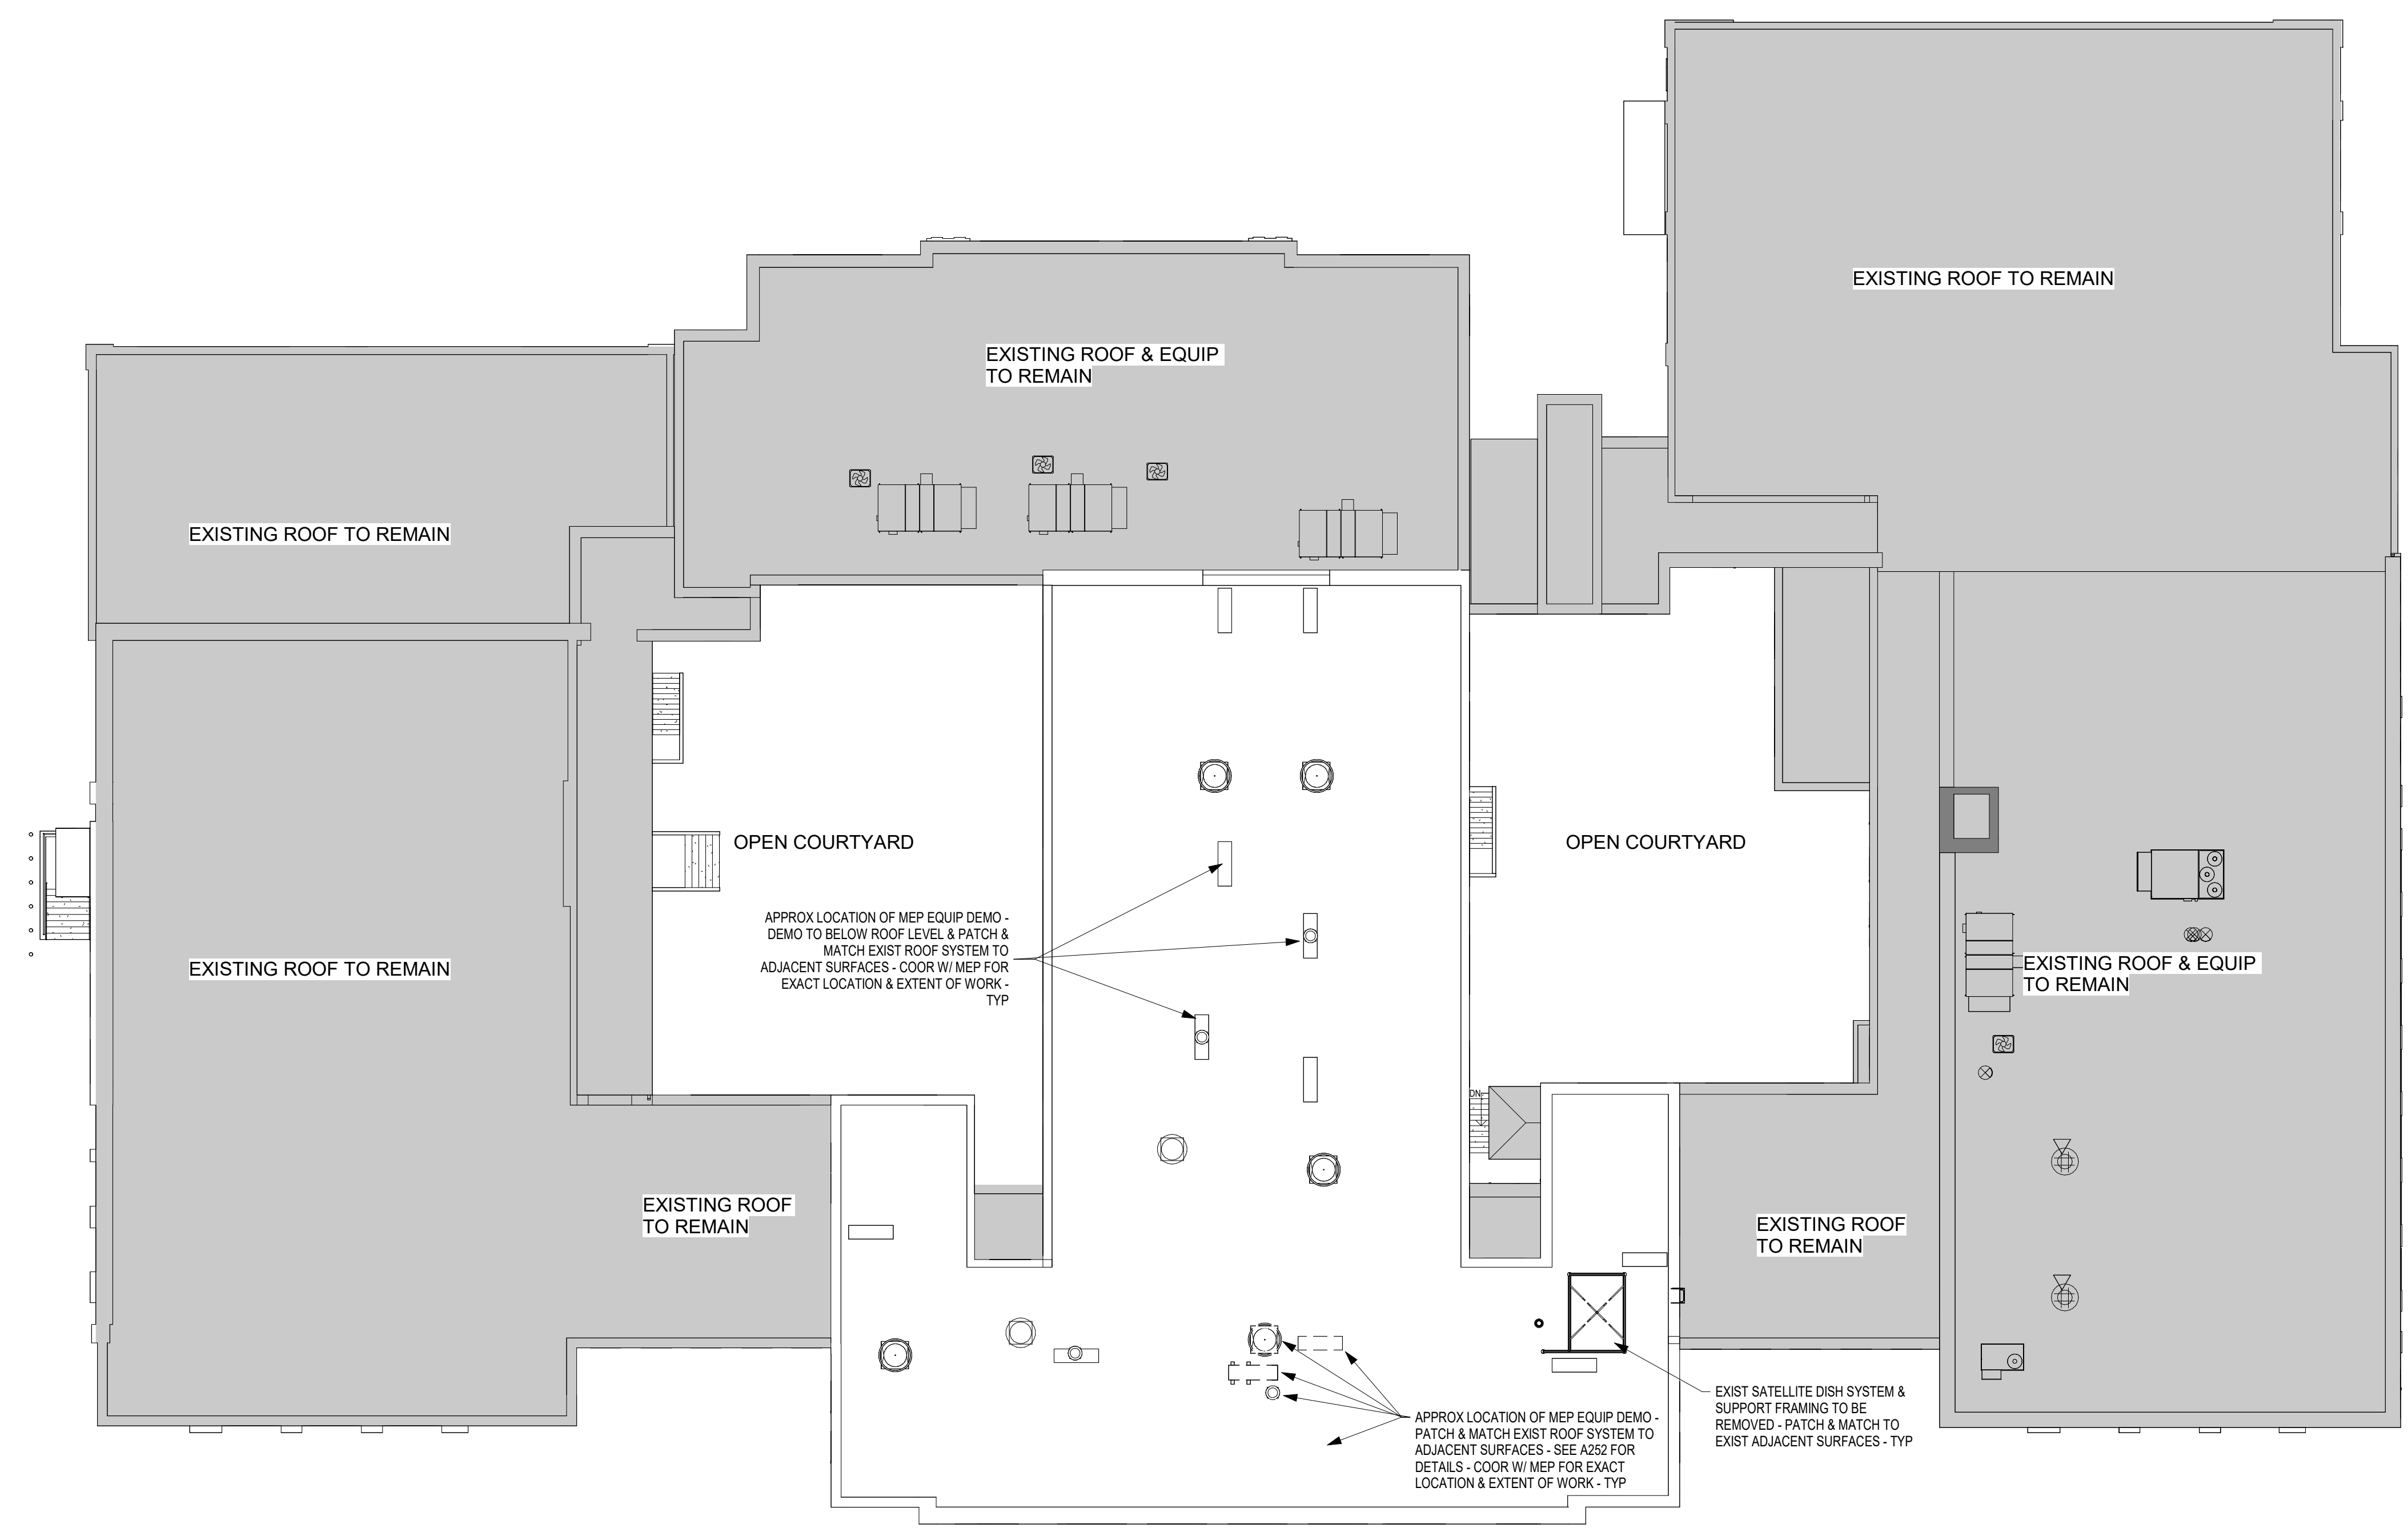 EXISTING ROOF TO REMAIN
EXISTING ROOF & EQUIP
TO REMAIN
EXISTING ROOF TO REMAIN
OPEN COURTYARD
OPEN COURTYARD
APPROX LOCATION OF MEP EQUIP DEMO -
DEMO TO BELOW ROOF LEVEL & PATCH &
MATCH EXIST ROOF SYSTEM TO
ADJACENT SURFACES - COOR W/ MEP FOR
EXACT LOCATION & EXTENT OF WORK -
TYP
EXISTING ROOF TO REMAIN
EXISTING ROOF & EQUIP
TO REMAIN
DN
EXISTING ROOF
TO REMAIN
EXISTING ROOF
TO REMAIN
EXIST SATELLITE DISH SYSTEM &
SUPPORT FRAMING TO BE
REMOVED - PATCH & MATCH TO
EXIST ADJACENT SURFACES - TYP
APPROX LOCATION OF MEP EQUIP DEMO -
PATCH & MATCH EXIST ROOF SYSTEM TO
ADJACENT SURFACES - SEE A252 FOR
DETAILS - COOR W/ MEP FOR EXACT
LOCATION & EXTENT OF WORK - TYP